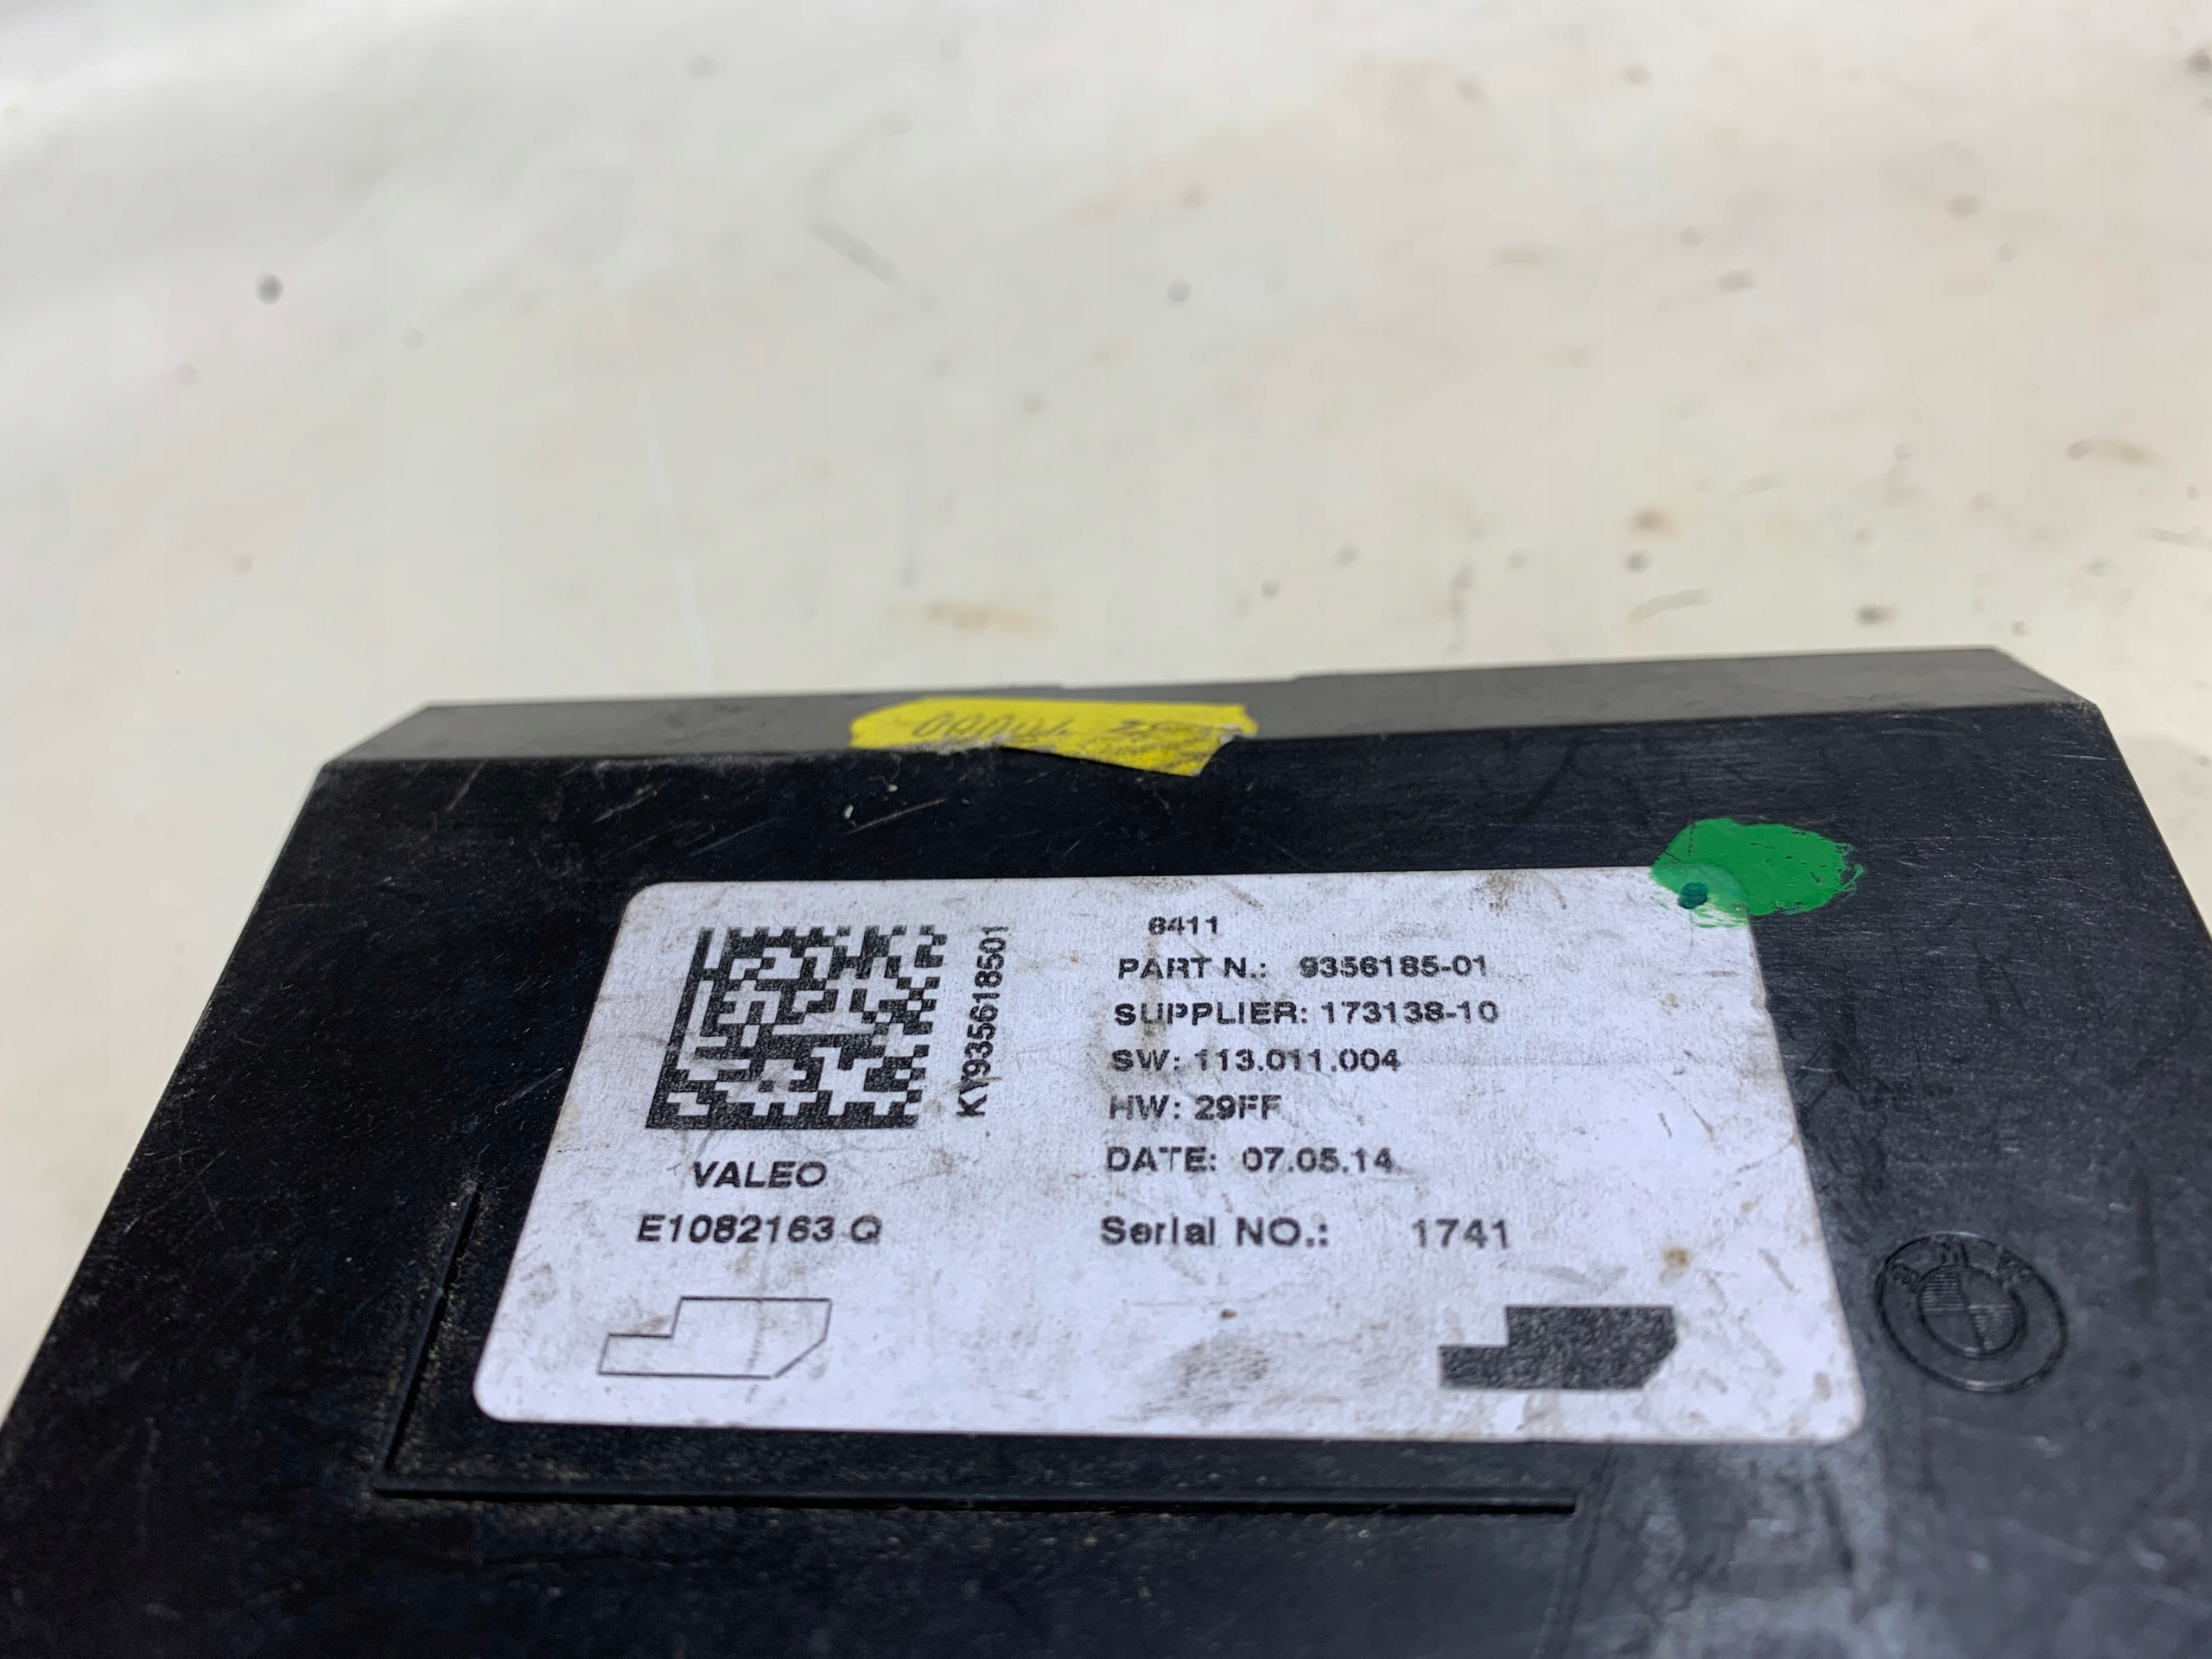 6411
PART N.: 9356185-01
SUPPLIER: 173138-10
SW: 113.011.004
HW: 29FF
DATE: 07.05.14
Serial NO.: 1741
KY935618501
VALEO
E1082163 Q